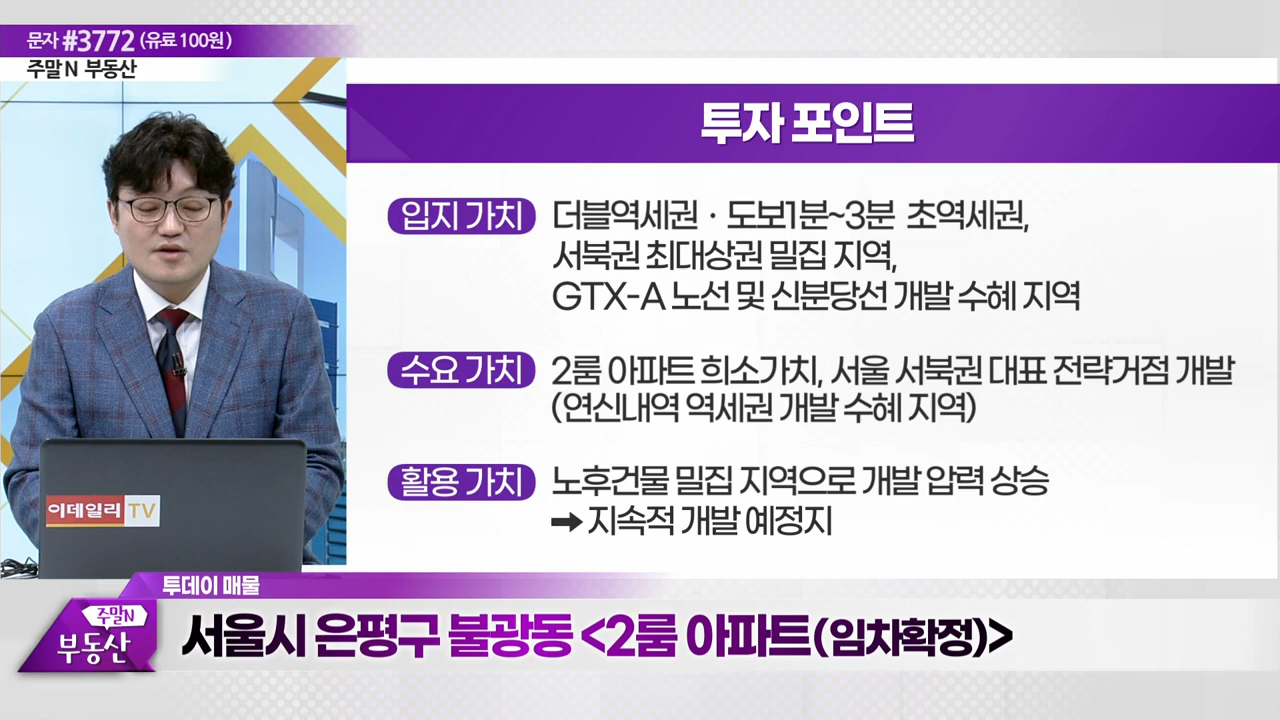 문자 #3772 (유료 100원)
주말N 부동산
투자 포인트
입지 가치 더블역세권 · 도보1분~3분 초역세권,
서북권 최대상권 밀집 지역,
GTX-A 노선 및 신분당선 개발 수혜 지역
수요 가치 2룸 아파트 희소가치, 서울 서북권 대표 전략거점 개발
(연신내역 역세권 개발 수혜 지역)
활용 가치 노후건물 밀집 지역으로 개발 압력 상승
➡ 지속적 개발 예정지
이데일리 TV
투데이 매물
주말N
부동산
서울시 은평구 불광동 <2룸 아파트(임차확정)>